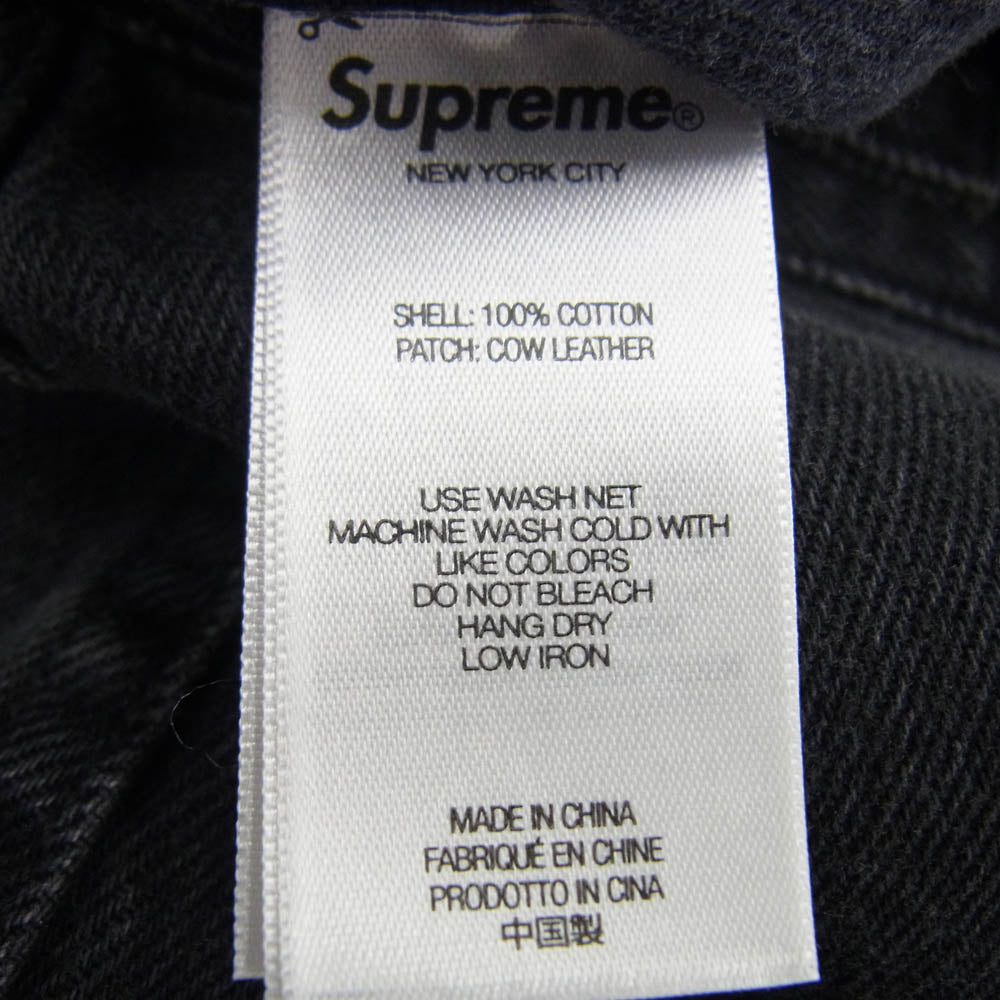 Supreme®
NEW YORK CITY
SHELL: 100% COTTON
PATCH: COW LEATHER
USE WASH NET
MACHINE WASH COLD WITH
LIKE COLORS
DO NOT BLEACH
HANG DRY
LOW IRON
MADE IN CHINA
FABRIQUÉ EN CHINE
PRODOTTO IN CINA
中国製